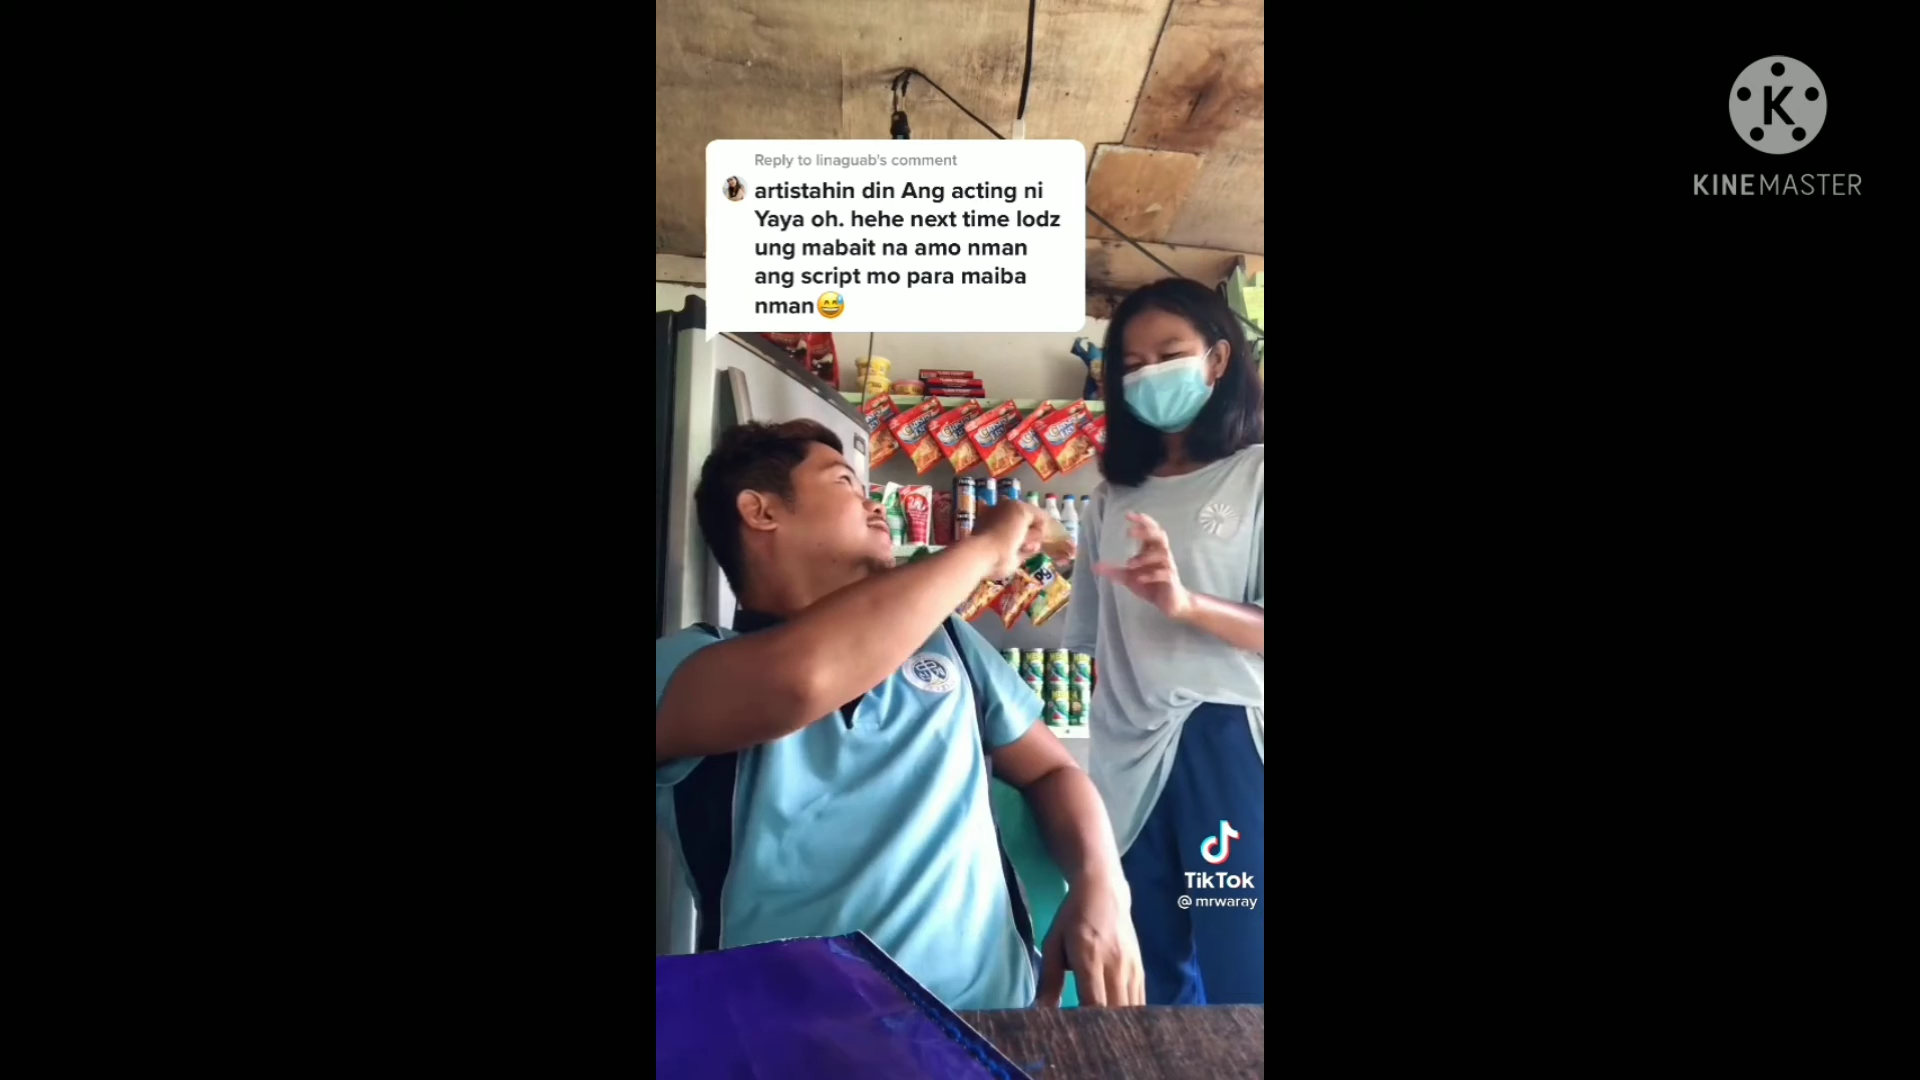 Reply to linaguab's comment
artistahin din Ang acting ni
Yaya oh. hehe next time lodz
ung mabait na amo nman
ang script mo para maiba
nman😅
K
KINEMASTER
TikTok
@mrwaray